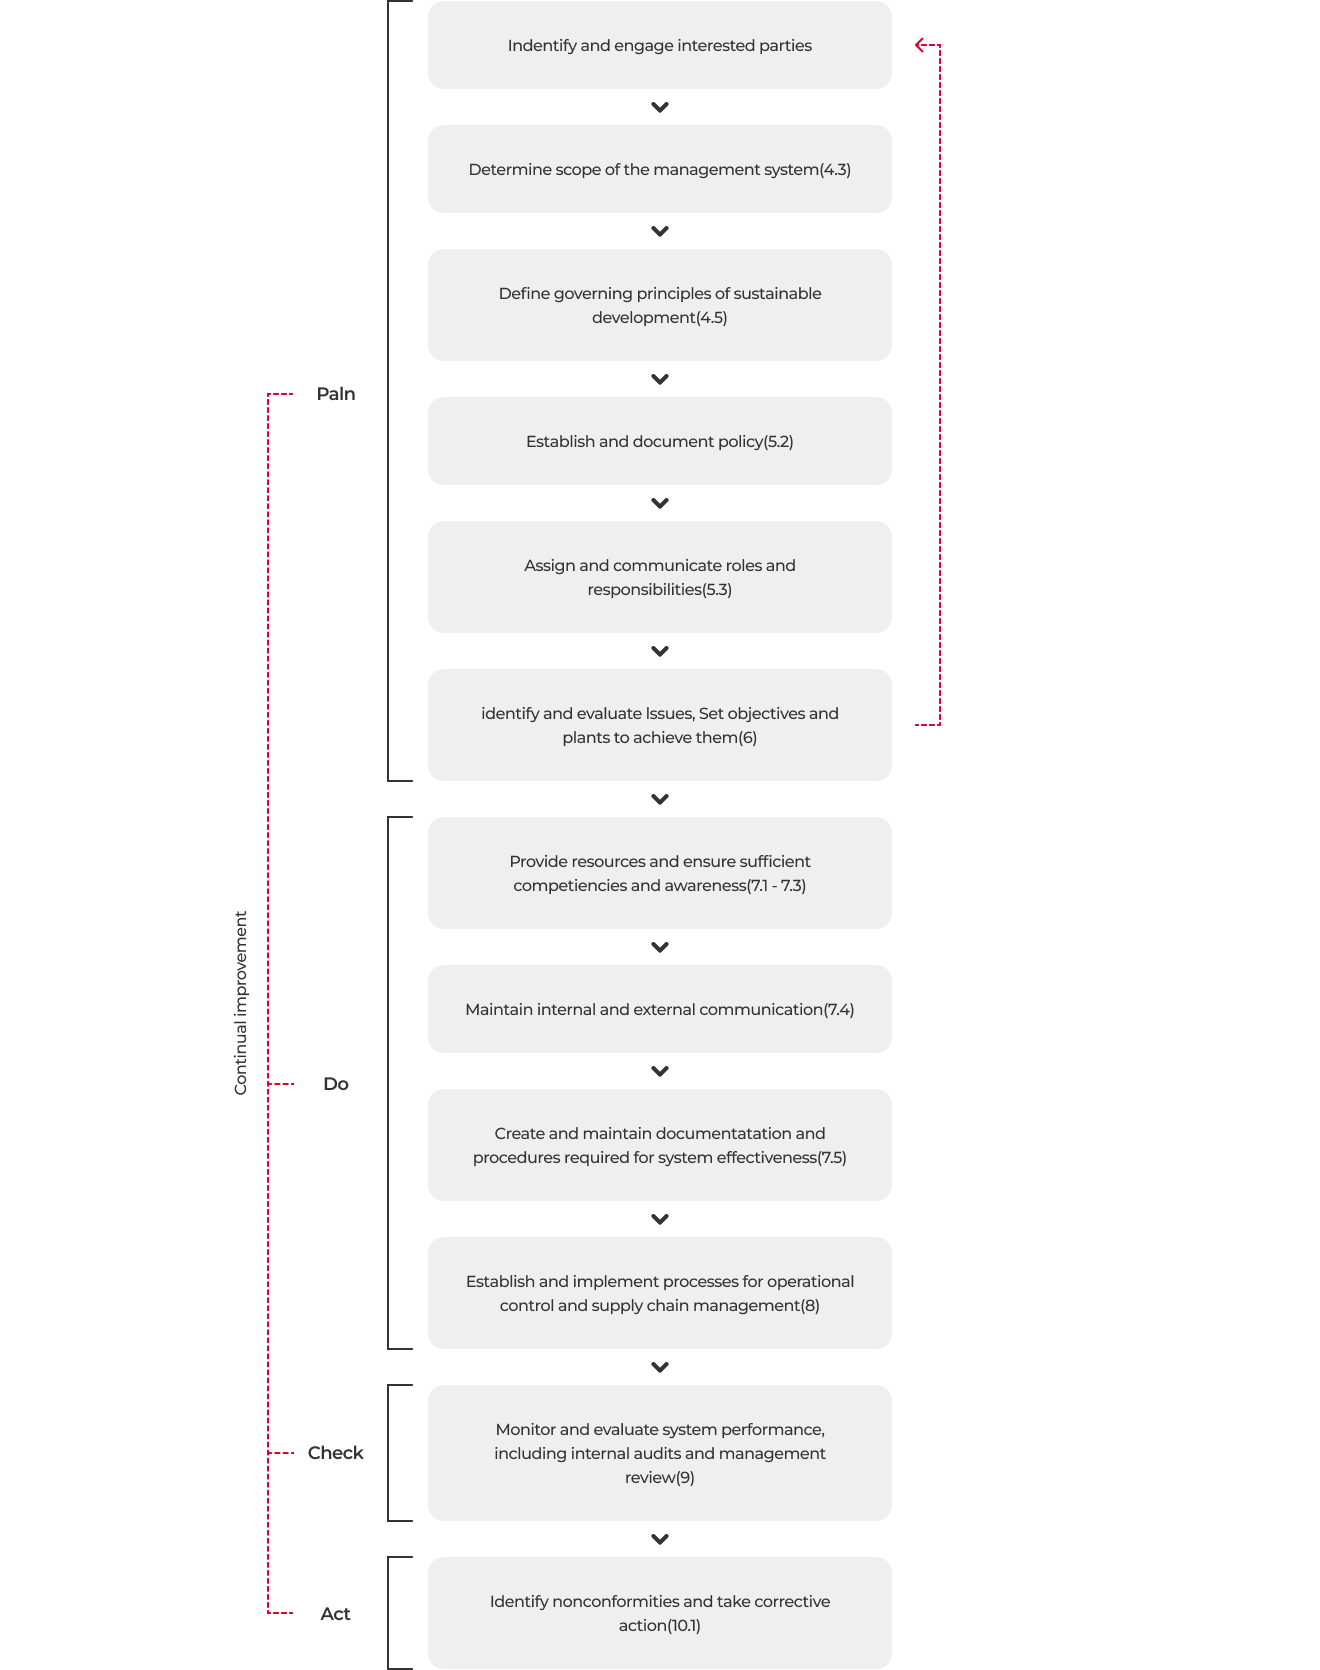 Indentify and engage interested parties
Determine scope of the management system(4.3)
Define governing principles of sustainable
development(4.5)
Paln
Establish and document policy(5.2)
Assign and communicate roles and
responsibilities(5.3)
identify and evaluate lssues, Set objectives and
plants to achieve them(6)
Provide resources and ensure sufficient
competiencies and awareness(7.1 - 7.3)
Continual improvement
Maintain internal and external communication(7.4)
Do
Create and maintain documentatation and
procedures required for system effectiveness(7.5)
Establish and implement processes for operational
control and supply chain management(8)
Check
Monitor and evaluate system performance,
including internal audits and management
review(9)
Act
Identify nonconformities and take corrective
action(10.1)